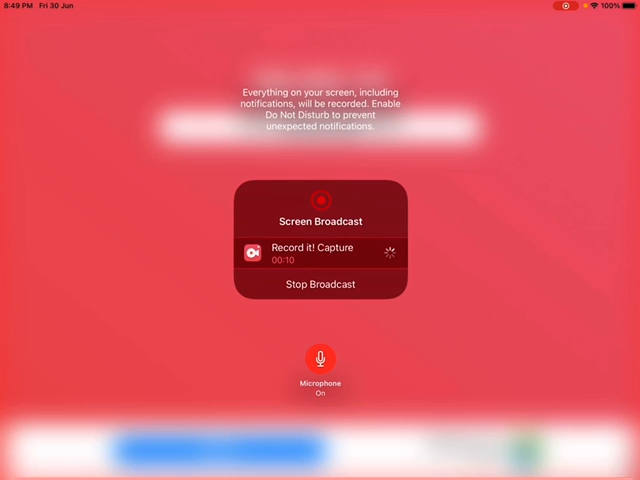 8:49 PM Fri 30 Jun
100%
Everything on your screen, including
notifications, will be recorded. Enable
Do Not Disturb to prevent
unexpected notifications.
Screen Broadcast
Record it! Capture
00:10
Stop Broadcast
Microphone
On